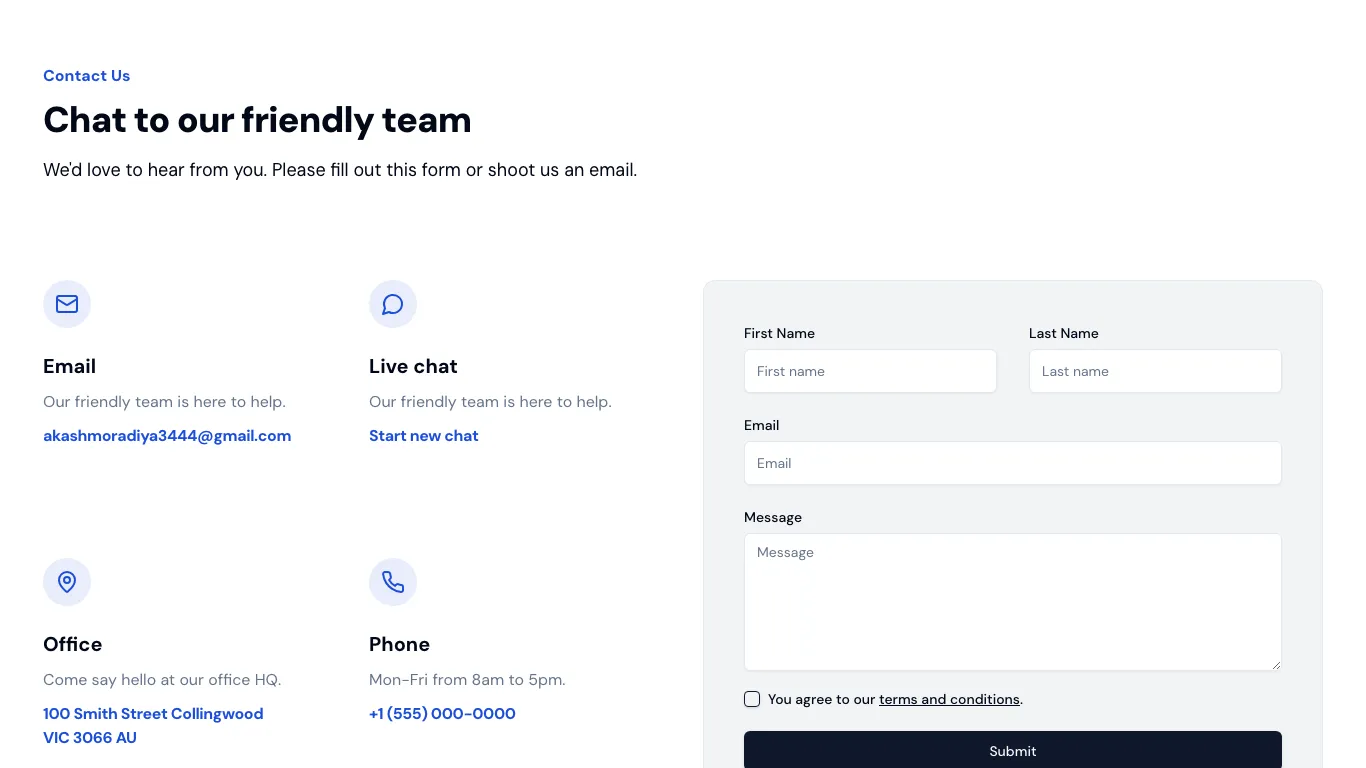 Contact Us
Chat to our friendly team
We'd love to hear from you. Please fill out this form or shoot us an email.
Email
Our friendly team is here to help.
akashmoradiya3444@gmail.com
Live chat
Our friendly team is here to help.
Start new chat
Office
Come say hello at our office HQ.
100 Smith Street Collingwood
VIC 3066 AU
Phone
Mon-Fri from 8am to 5pm.
+1 (555) 000-0000
First Name
First name
Last Name
Last name
Email
Email
Message
Message
You agree to our terms and conditions.
Submit